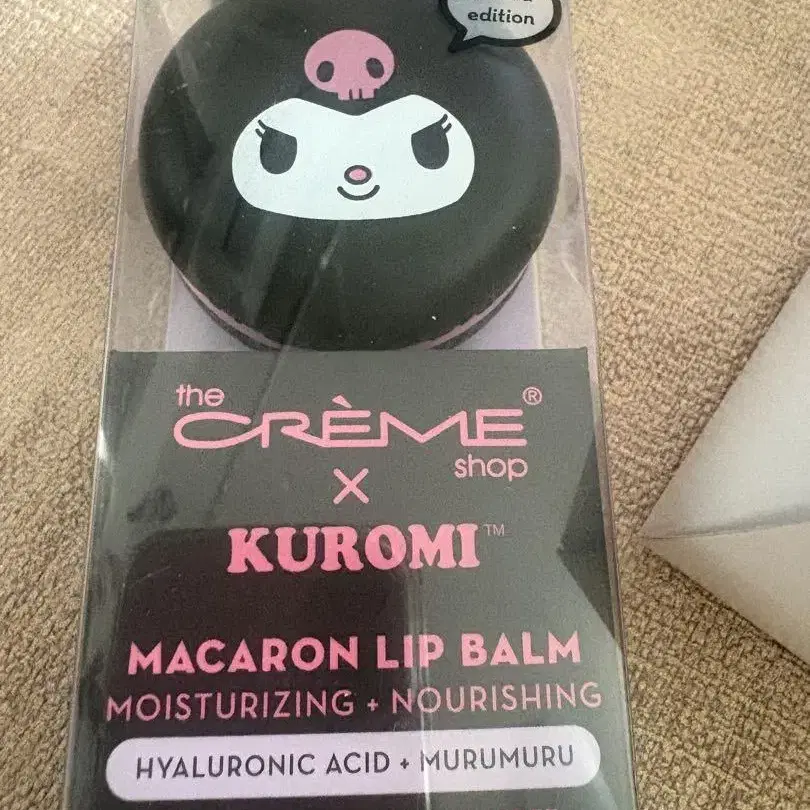 edition
the
CRÈME®
shop
X
KUROMI™
MACARON LIP BALM
MOISTURIZING + NOURISHING
HYALURONIC ACID + MURUMURU